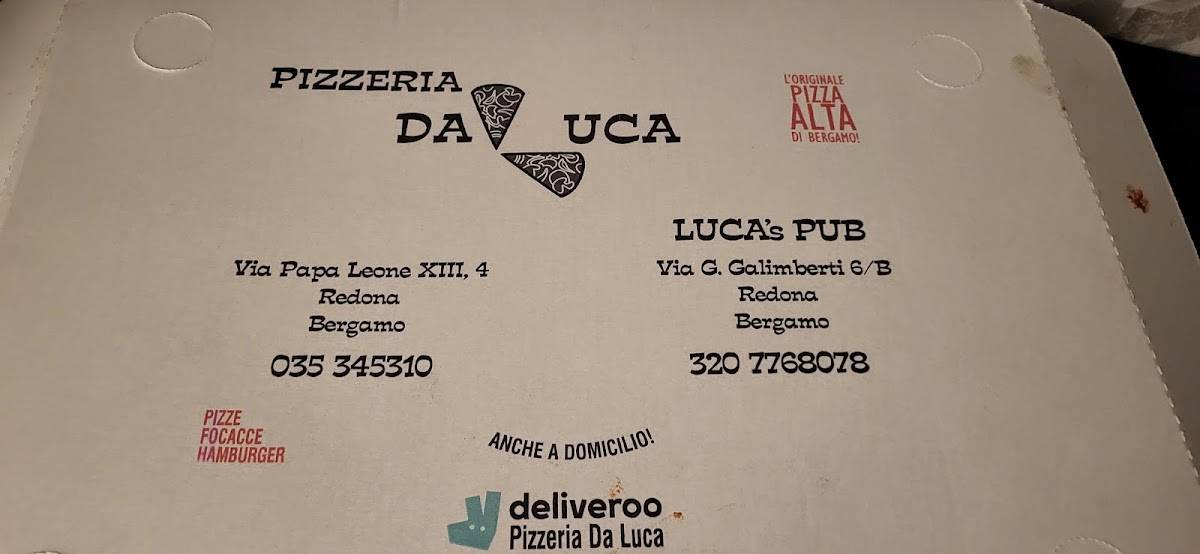 PIZZERIA
DA LUCA
L'ORIGINALE
PIZZA
ALTA
DI BERGAMO!
Via Papa Leone XIII, 4
Redona
Bergamo
035 345310
LUCA's PUB
Via G. Galimberti 6/B
Redona
Bergamo
320 7768078
PIZZE
FOCACCE
HAMBURGER
ANCHE A DOMICILIO!
deliveroo
Pizzeria Da Luca